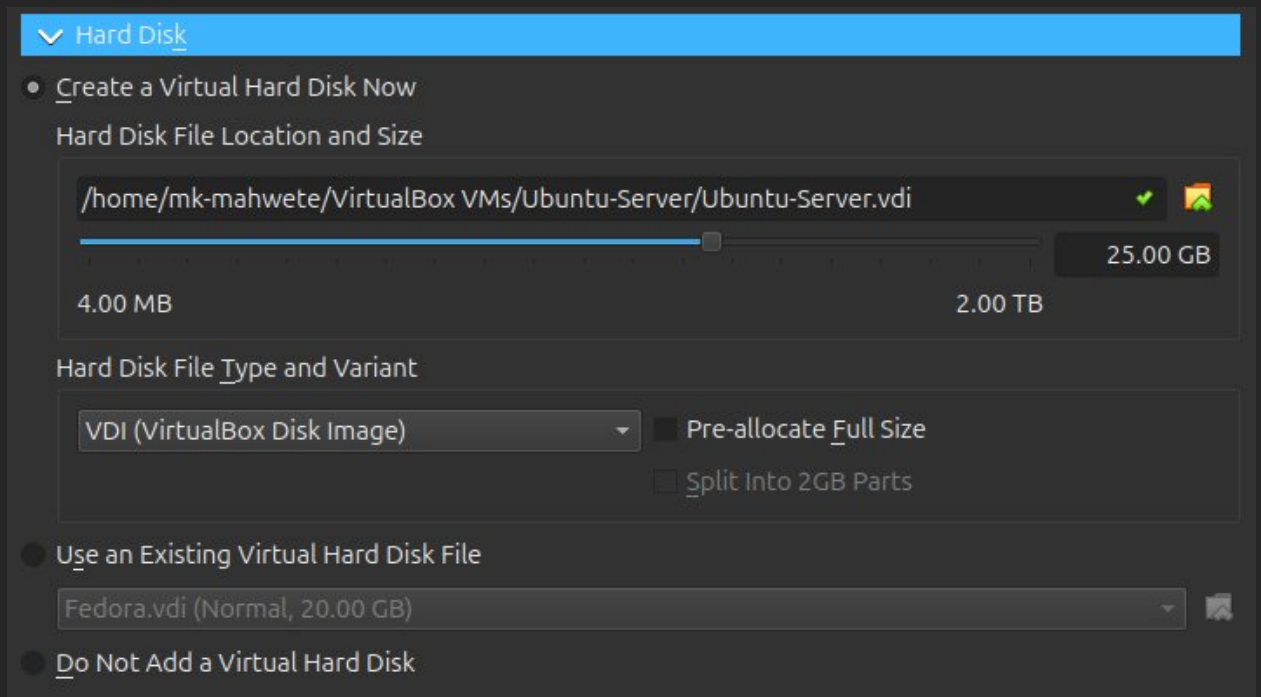 Hard Disk
Create a Virtual Hard Disk Now
Hard Disk File Location and Size
/home/mk-mahwete/VirtualBox VMs/Ubuntu-Server/Ubuntu-Server.vdi
25.00 GB
4.00 MB 2.00 TB
Hard Disk File Type and Variant
VDI (VirtualBox Disk Image) Pre-allocate Full Size
Split Into 2GB Parts
Use an Existing Virtual Hard Disk File
Fedora.vdi (Normal, 20.00 GB)
Do Not Add a Virtual Hard Disk